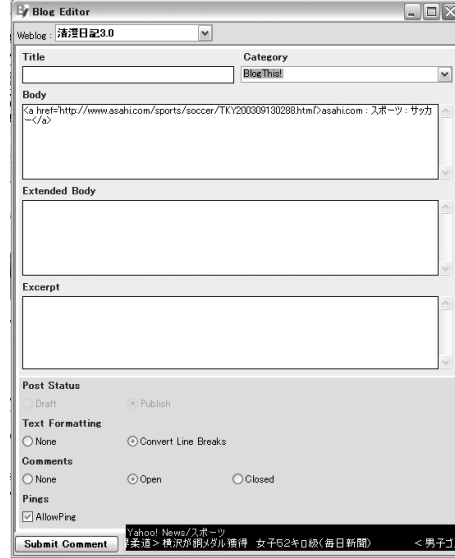 Blog Editor
Weblog : 清澄日記3.0
Title
Category
BlogThis!
Body
<a href='http://www.asahi.com/sports/soccer/TKY200309130288.html'>asahi.com : スポーツ : サッカ
ー</a>
Extended Body
Excerpt
Post Status
Draft
Publish
Text Formatting
None
Convert Line Breaks
Comments
None
Open
Closed
Pings
AllowPing
Submit Comment
Yahoo! News/スポーツ
柔道> 横沢が銅メダル獲得 女子52キロ級(毎日新聞)
< 男子ゴ